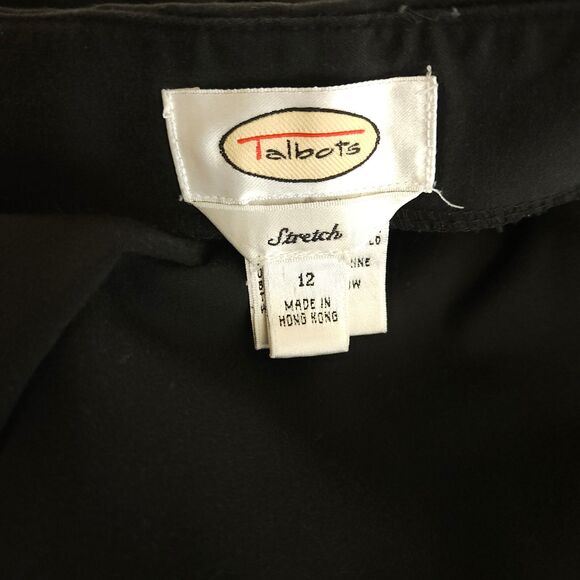 Talbots
Stretch
12
MADE IN
HONG KONG